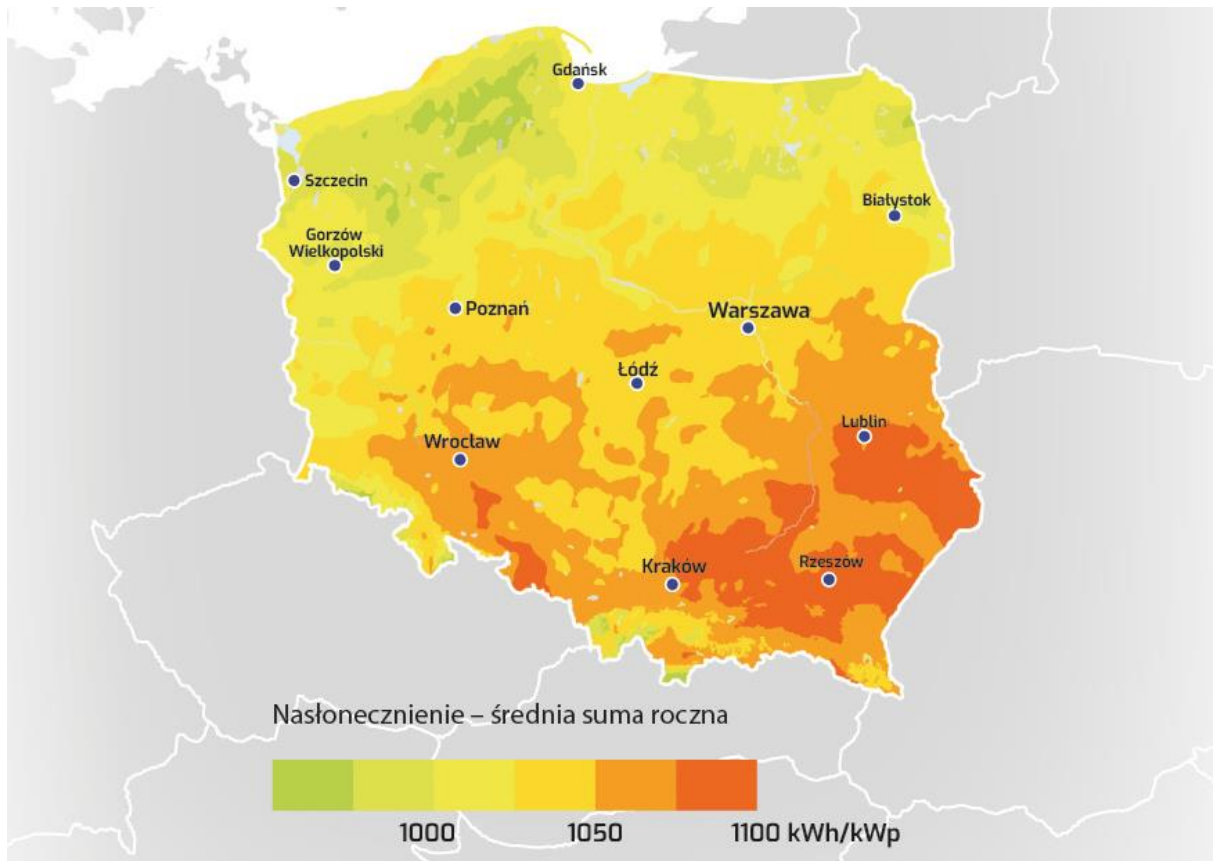 Gdańsk
Szczecin
Białystok
Gorzów
Wielkopolski
Poznań
Warszawa
Łódź
Lublin
Wrocław
Kraków
Rzeszów
Nasłonecznienie – średnia suma roczna
1000 1050 1100 kWh/kWp